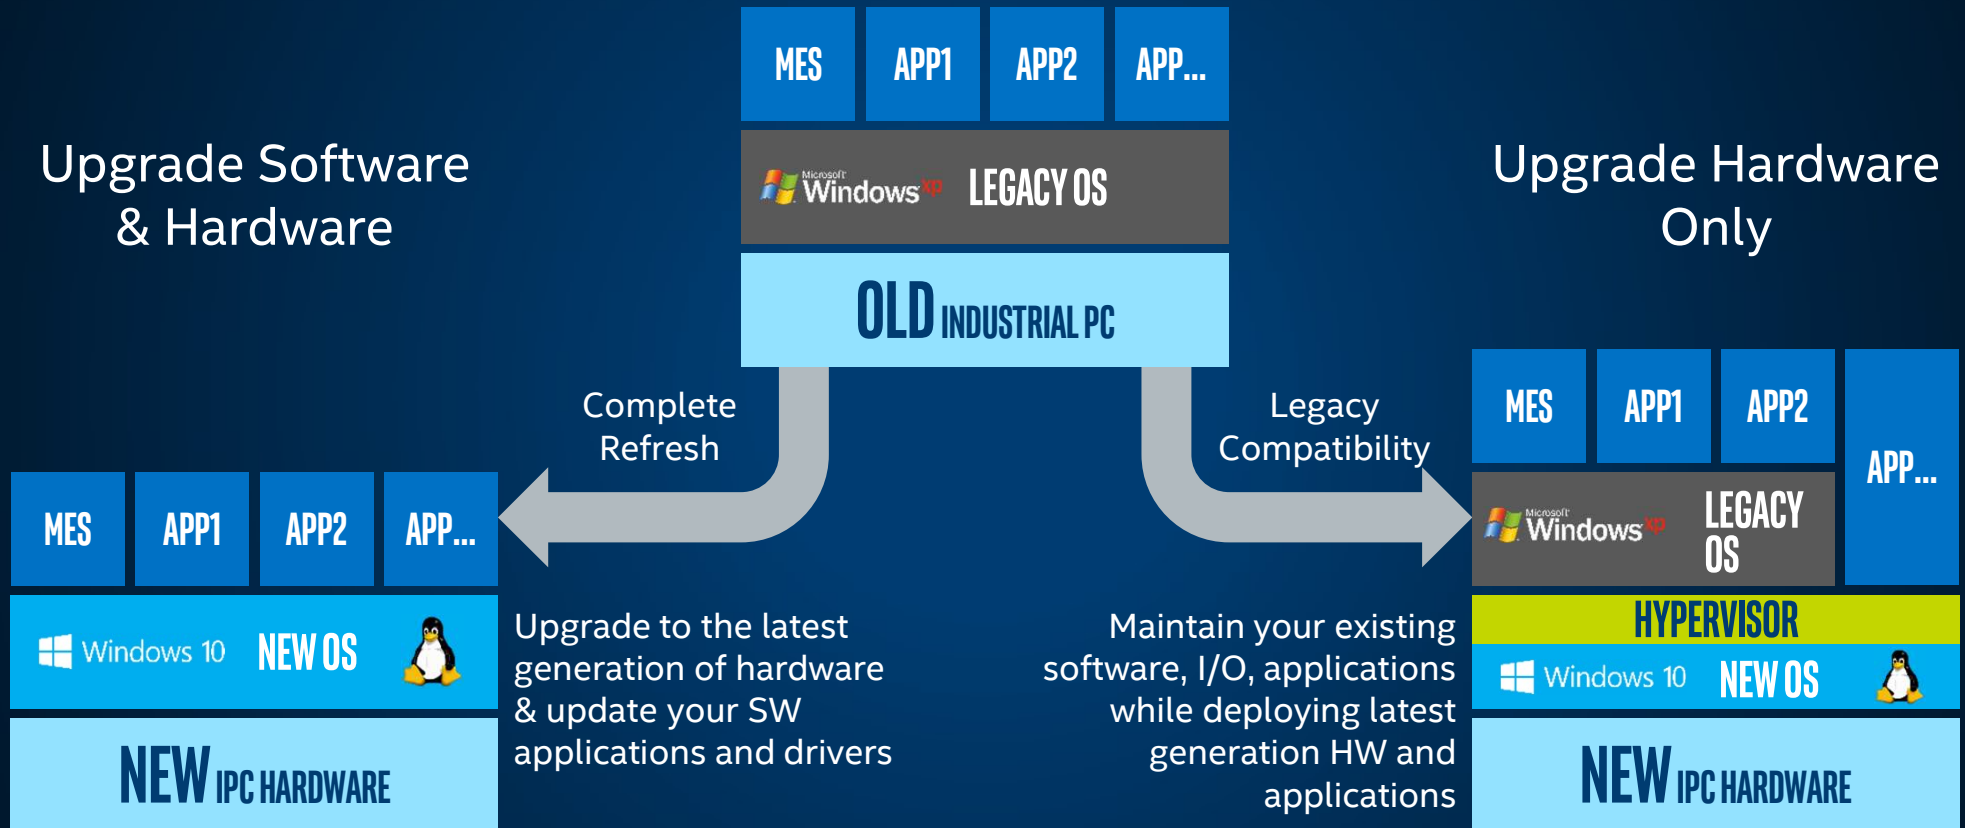 MES APP1 APP2 APP...
Microsoft
Windows xp LEGACY OS
OLD INDUSTRIAL PC
Upgrade Software
& Hardware
Complete
Refresh
MES APP1 APP2 APP...
Windows 10 NEW OS
NEW IPC HARDWARE
Upgrade to the latest
generation of hardware
& update your SW
applications and drivers
Upgrade Hardware
Only
Legacy
Compatibility
MES APP1 APP2
APP...
Microsoft
Windows xp LEGACY
OS
HYPERVISOR
Windows 10 NEW OS
NEW IPC HARDWARE
Maintain your existing
software, I/O, applications
while deploying latest
generation HW and
applications